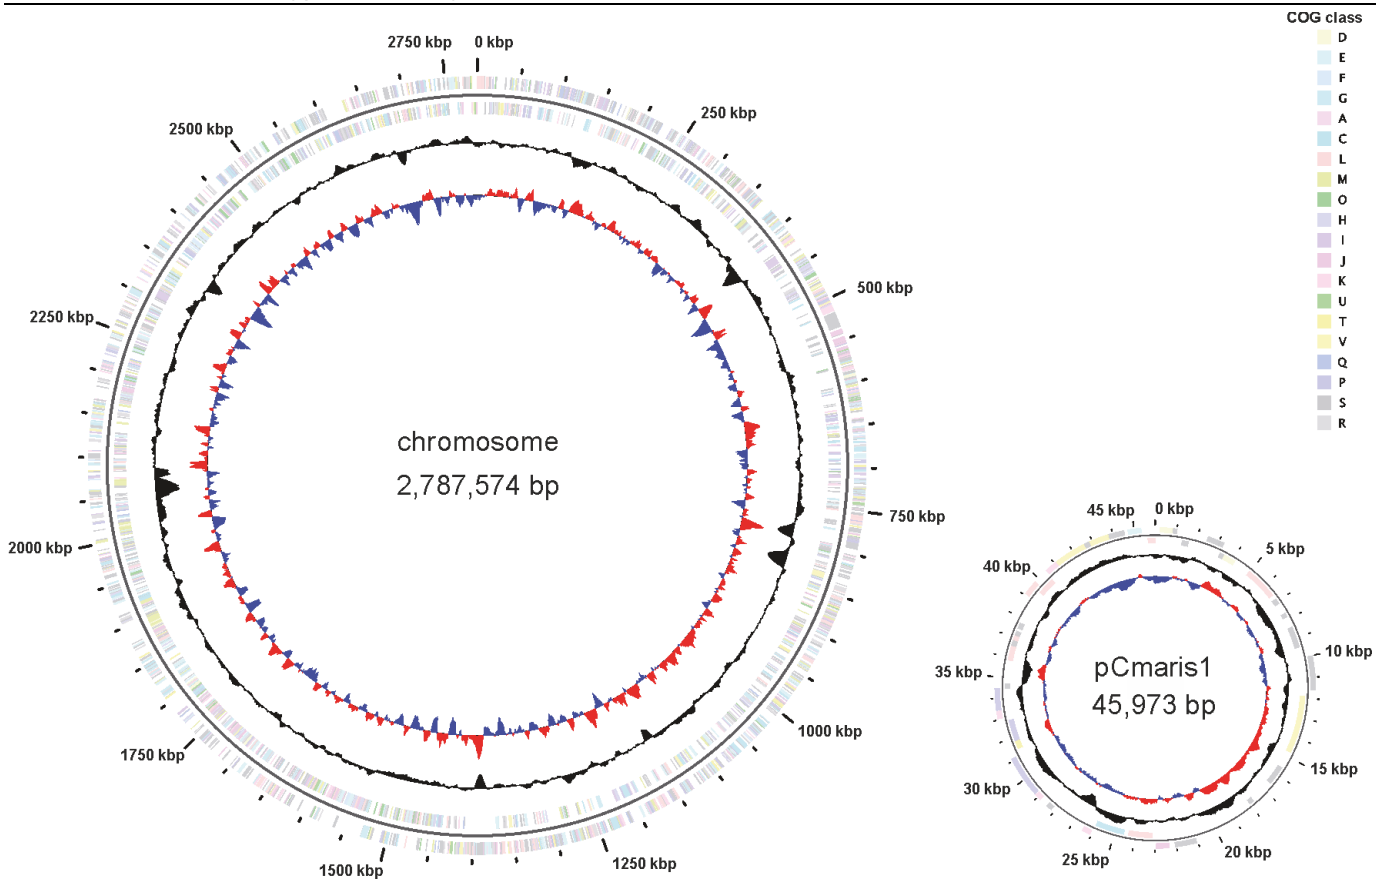 COG class
D
E
F
G
A
C
L
M
O
H
I
J
K
U
T
V
Q
P
S
R
2750 kbp
0 kbp
250 kbp
500 kbp
750 kbp
1000 kbp
1250 kbp
1500 kbp
1750 kbp
2000 kbp
2250 kbp
2500 kbp
chromosome
2,787,574 bp
45 kbp
0 kbp
5 kbp
10 kbp
15 kbp
20 kbp
25 kbp
30 kbp
35 kbp
40 kbp
pCmaris1
45,973 bp